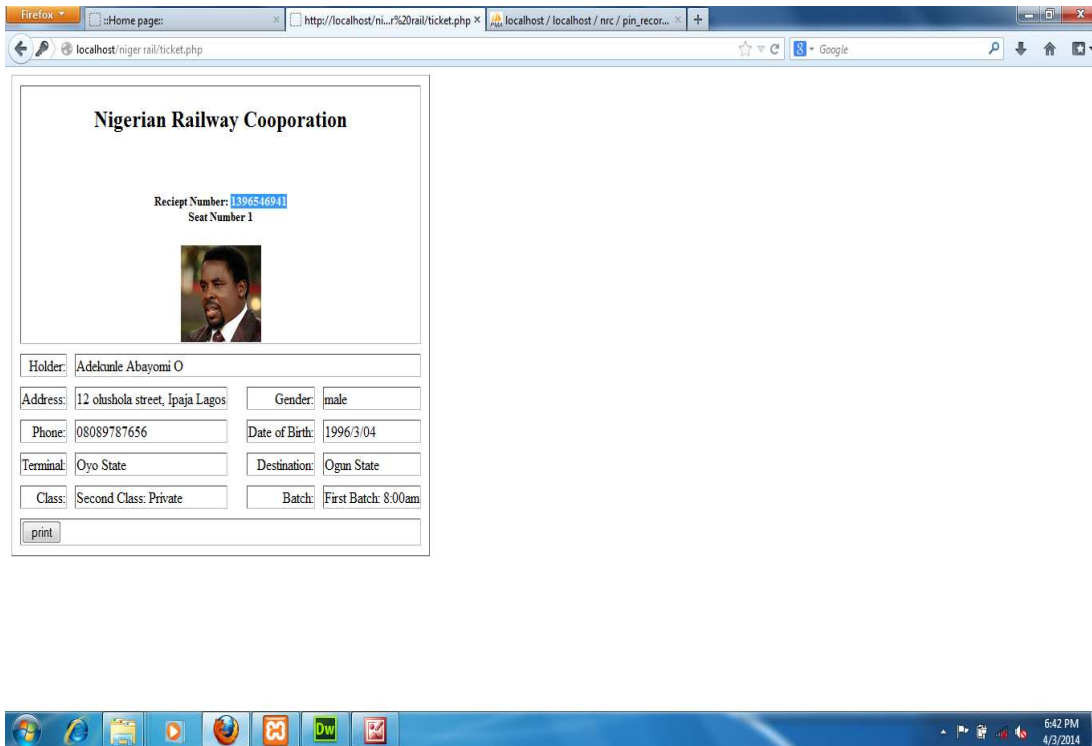 Firefox
::Home page::
http://localhost/ni...r%20rail/ticket.php
localhost / localhost / nrc / pin_recor...
localhost/niger rail/ticket.php
8 - Google
Nigerian Railway Cooporation
Reciept Number: 1396546941
Seat Number 1
Holder: Adekunle Abayomi O
Address: 12 olushola street, Ipaja Lagos Gender: male
Phone: 08089787656 Date of Birth: 1996/3/04
Terminal: Oyo State Destination: Ogun State
Class: Second Class: Private Batch: First Batch: 8:00am
print
Dw
6:42 PM
4/3/2014